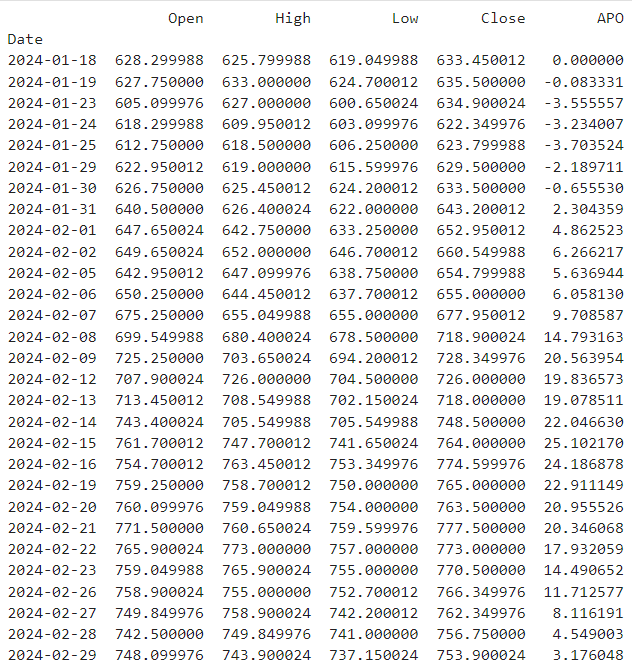 Open High Low Close APO
Date
2024-01-18 628.299988 625.799988 619.049988 633.450012 0.000000
2024-01-19 627.750000 633.000000 624.700012 635.500000 -0.083331
2024-01-23 605.099976 627.000000 600.650024 634.900024 -3.555557
2024-01-24 618.299988 609.950012 603.099976 622.349976 -3.234007
2024-01-25 612.750000 618.500000 606.250000 623.799988 -3.703524
2024-01-29 622.950012 619.000000 615.599976 629.500000 -2.189711
2024-01-30 626.750000 625.450012 624.200012 633.500000 -0.655530
2024-01-31 640.500000 626.400024 622.000000 643.200012 2.304359
2024-02-01 647.650024 642.750000 633.250000 652.950012 4.862523
2024-02-02 649.650024 652.000000 646.700012 660.549988 6.266217
2024-02-05 642.950012 647.099976 638.750000 654.799988 5.636944
2024-02-06 650.250000 644.450012 637.700012 655.000000 6.058130
2024-02-07 675.250000 655.049988 655.000000 677.950012 9.708587
2024-02-08 699.549988 680.400024 678.500000 718.900024 14.793163
2024-02-09 725.250000 703.650024 694.200012 728.349976 20.563954
2024-02-12 707.900024 726.000000 704.500000 726.000000 19.836573
2024-02-13 713.450012 708.549988 702.150024 718.000000 19.078511
2024-02-14 743.400024 705.549988 705.549988 748.500000 22.046630
2024-02-15 761.700012 747.700012 741.650024 764.000000 25.102170
2024-02-16 754.700012 763.450012 753.349976 774.599976 24.186878
2024-02-19 759.250000 758.700012 750.000000 765.000000 22.911149
2024-02-20 760.099976 759.049988 754.000000 763.500000 20.955526
2024-02-21 771.500000 760.650024 759.599976 777.500000 20.346068
2024-02-22 765.900024 773.000000 757.000000 773.000000 17.932059
2024-02-23 759.049988 765.900024 755.000000 770.500000 14.490652
2024-02-26 758.900024 755.000000 752.700012 766.349976 11.712577
2024-02-27 749.849976 758.900024 742.200012 762.349976 8.116191
2024-02-28 742.500000 749.849976 741.000000 756.750000 4.549003
2024-02-29 748.099976 743.900024 737.150024 753.900024 3.176048